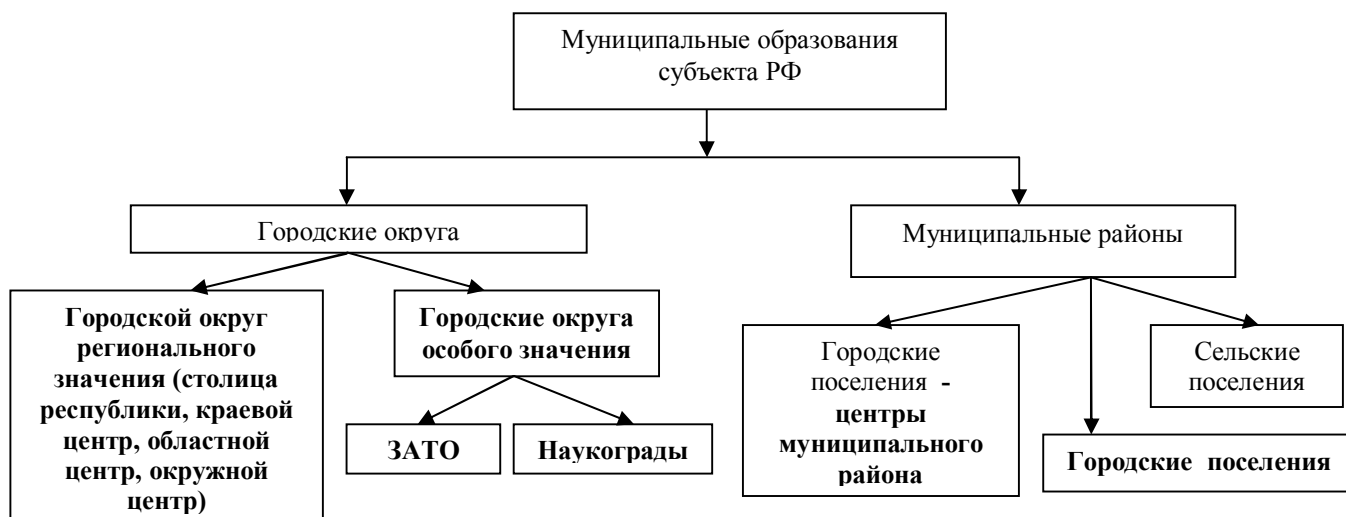 Муниципальные образования
субъекта РФ
Городские округа
Муниципальные районы
Городской округ
регионального
значения (столица
республики, краевой
центр, областной
центр, окружной
центр)
Городские округа
особого значения
ЗАТО
Наукограды
Городские
поселения -
центры
муниципального
района
Сельские
поселения
Городские поселения